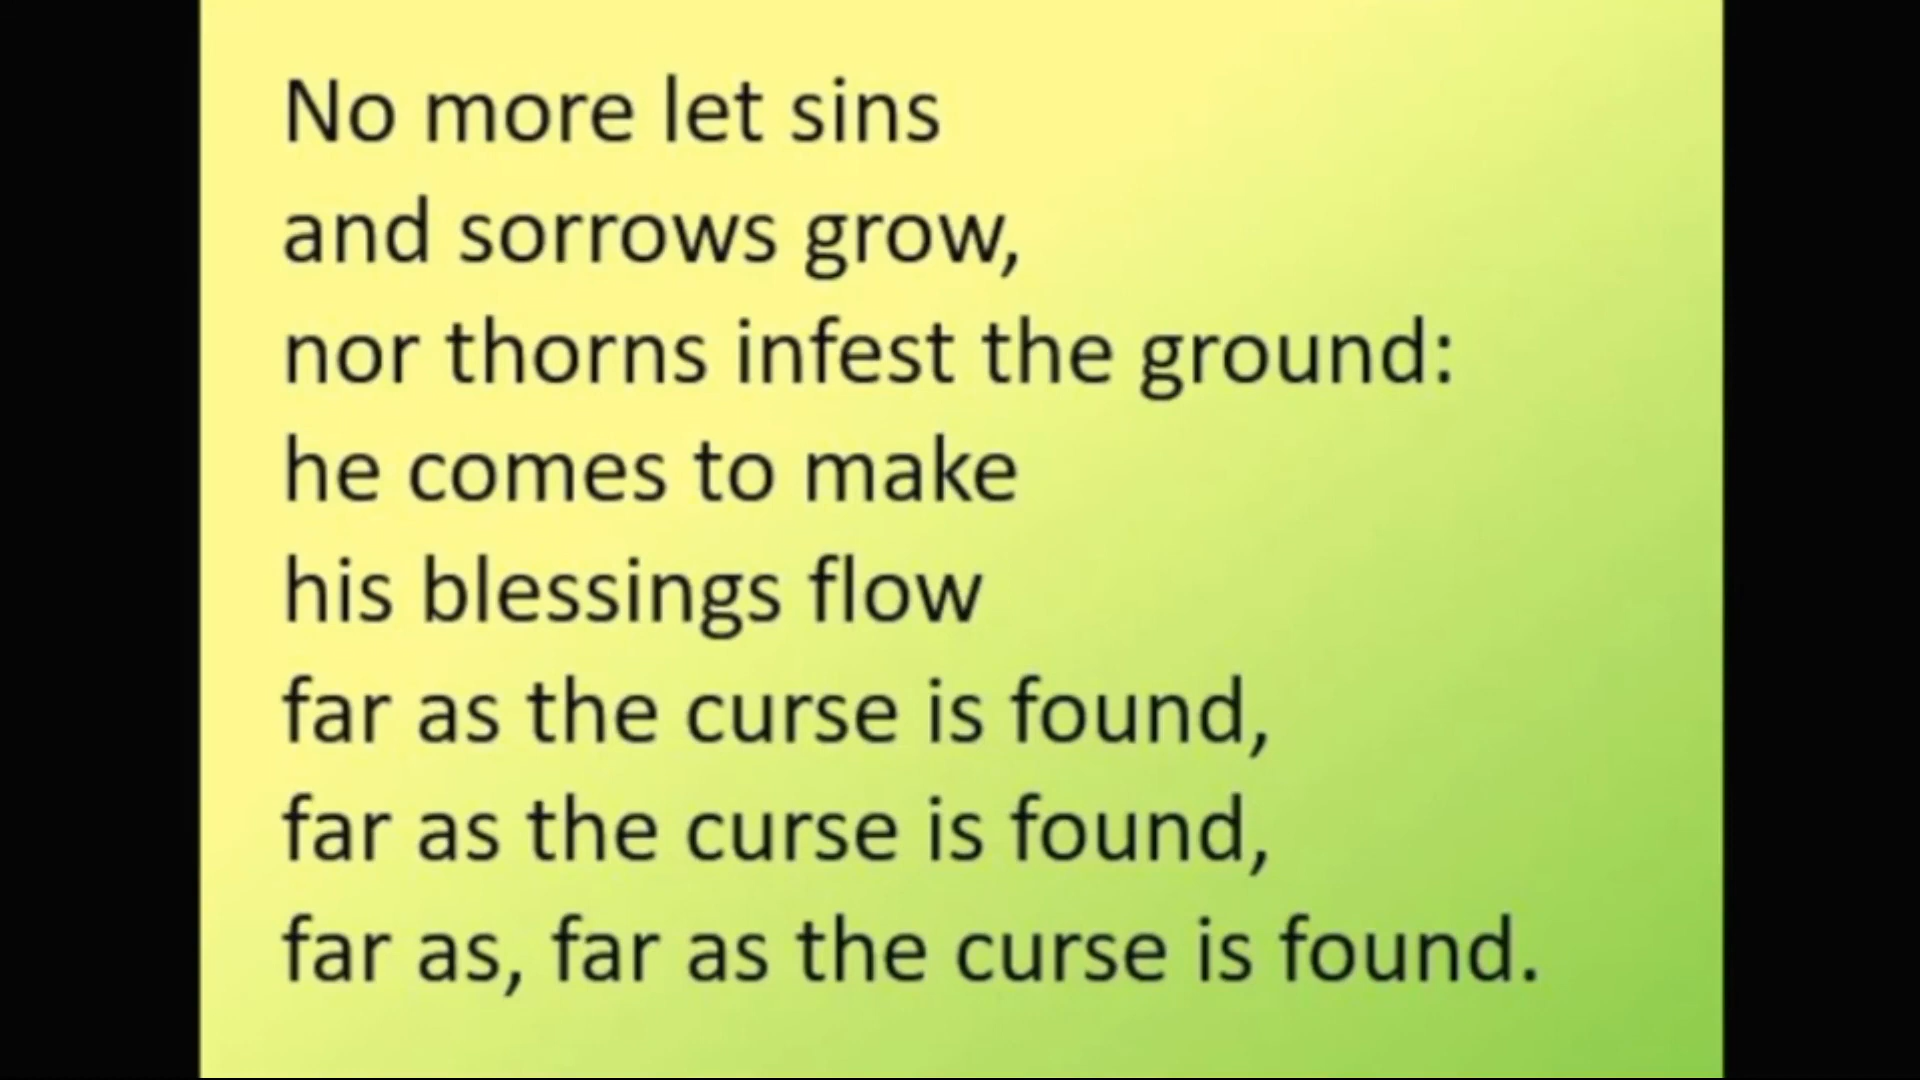 No more let sins
and sorrows grow,
nor thorns infest the ground:
he comes to make
his blessings flow
far as the curse is found,
far as the curse is found,
far as, far as the curse is found.